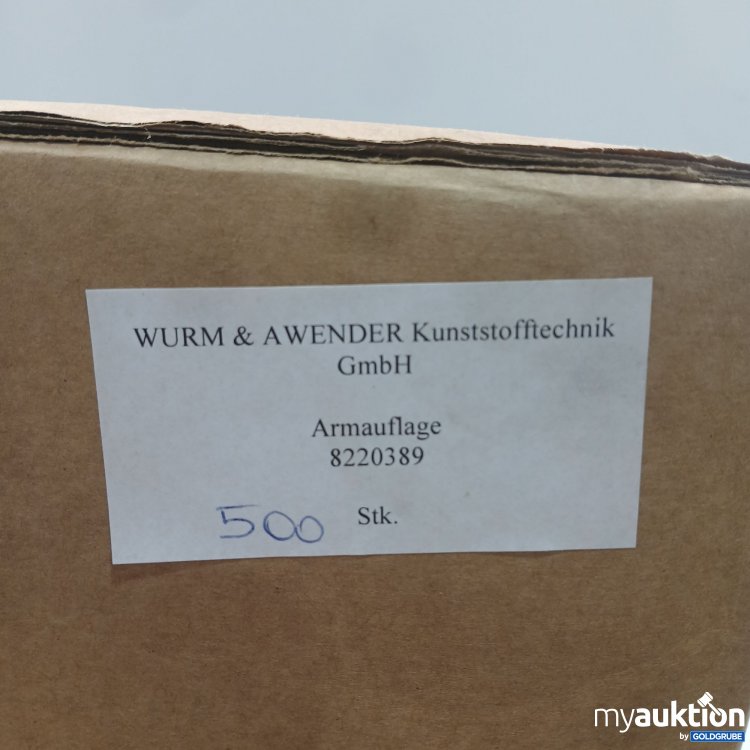 WURM & AWENDER Kunststofftechnik
GmbH
Armauflage
8220389
500 Stk.
myauktion
by GOLDGRUBE